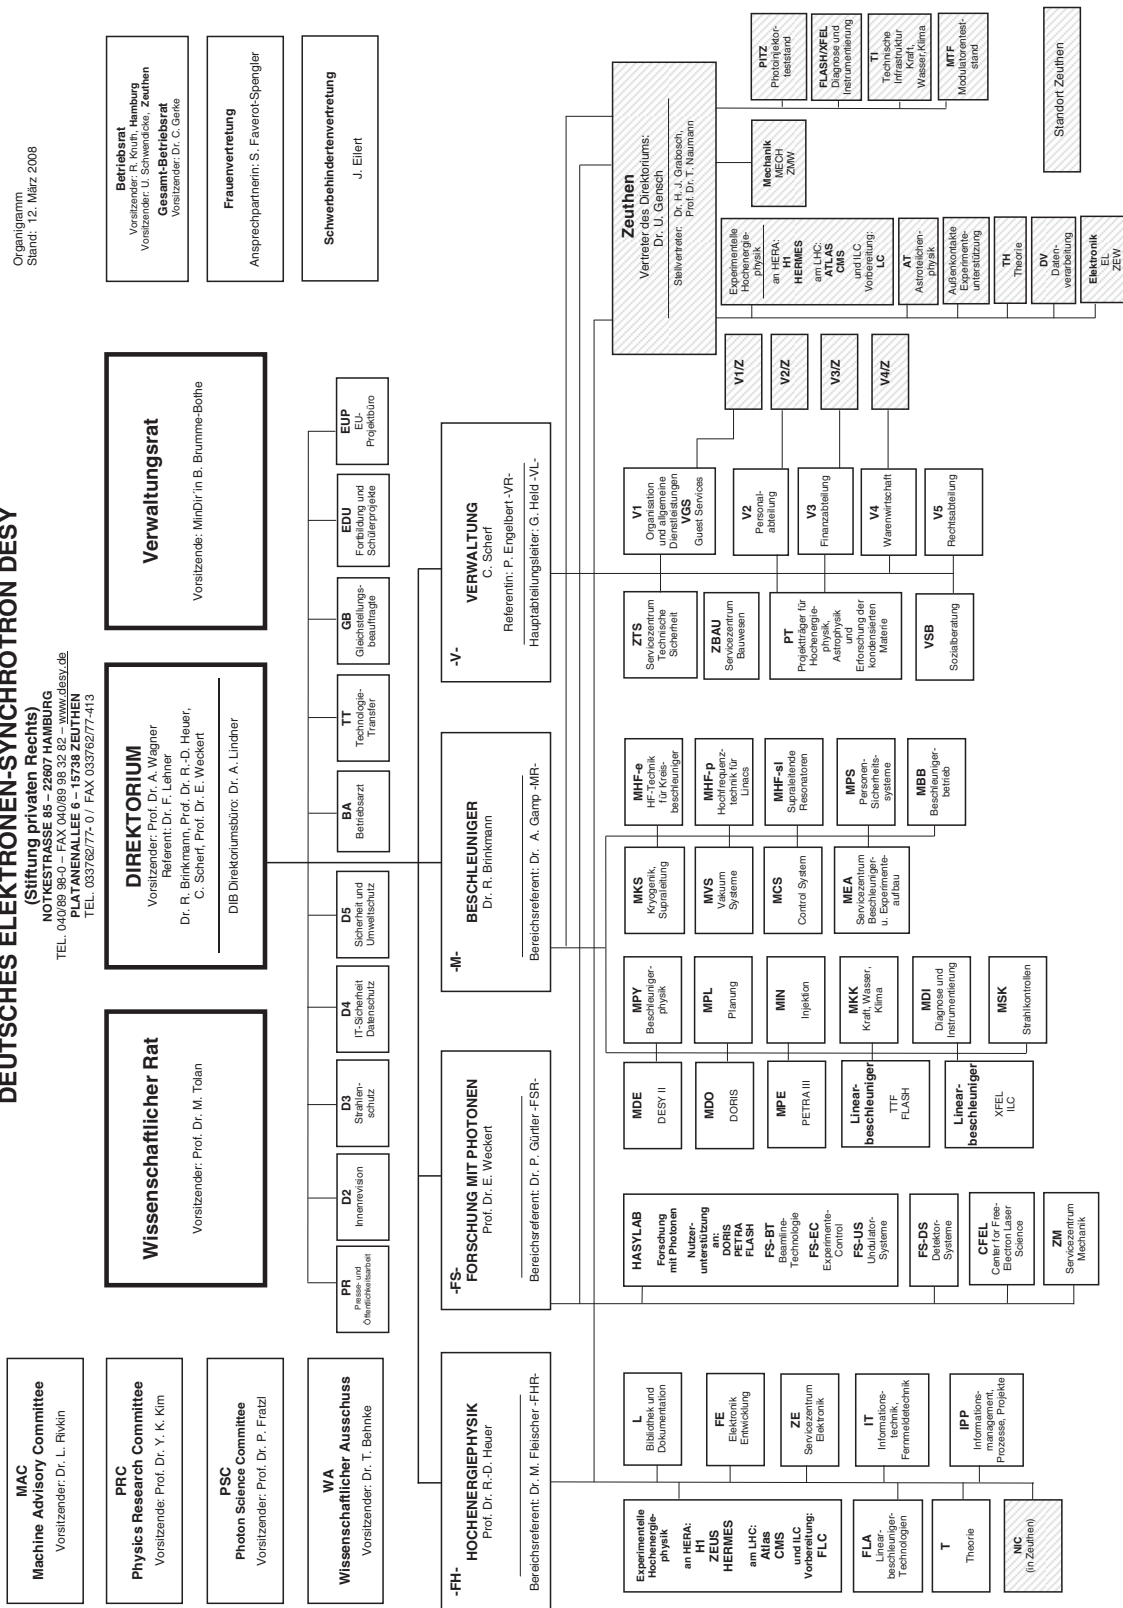 Organigramm
Stand: 12. März 2008
DEUTSCHES ELEKTRONEN-SYNCHROTRON DESY
(Stiftung privaten Rechts)
NOTKESTRASSE 85 – 22607 HAMBURG
TEL. 040/89 98-0 – FAX 040/89 98 32 82 – www.desy.de
PLATANENALLEE 6 – 15738 ZEUTHEN
TEL. 033762/77- 0 / FAX 033762/77-413
MAC
Machine Advisory Committee
Vorsitzender: Dr. L. Rivkin
PRC
Physics Research Committee
Vorsitzende: Prof. Dr. Y. K. Kim
PSC
Photon Science Committee
Vorsitzender: Prof. Dr. P. Fratzl
WA
Wissenschaftlicher Ausschuss
Vorsitzender: Dr. T. Behnke
Wissenschaftlicher Rat
Vorsitzender: Prof. Dr. M. Tolan
DIREKTORIUM
Vorsitzender: Prof. Dr. A. Wagner
Referent: Dr. F. Lehner
Dr. R. Brinkmann, Prof. Dr. R.-D. Heuer,
C. Scherf, Prof. Dr. E. Weckert
DIB Direktoriumsbüro: Dr. A. Lindner
Verwaltungsrat
Vorsitzende: MinDir´in B. Brumme-Bothe
Betriebsrat
Vorsitzender: R. Knuth, Hamburg
Vorsitzender: U. Schwendicke, Zeuthen
Gesamt-Betriebsrat
Vorsitzender: Dr. C. Gerke
Frauenvertretung
Ansprechpartnerin: S. Faverot-Spengler
Schwerbehindertenvertretung
J. Eilert
PR
Presse- und
Öffentlichkeitsarbeit
D2
Innenrevision
D3
Strahlen-
schutz
D4
IT-Sicherheit
Datenschutz
D5
Sicherheit und
Umweltschutz
BA
Betriebsarzt
TT
Technologie-
Transfer
GB
Gleichstellungs-
beauftragte
EDU
Fortbildung und
Schülerprojekte
EUP
EU-
Projektbüro
-FH-
HOCHENERGIEPHYSIK
Prof. Dr. R.-D. Heuer
Bereichsreferent: Dr. M. Fleischer -FHR-
-FS-
FORSCHUNG MIT PHOTONEN
Prof. Dr. E. Weckert
Bereichsreferent: Dr. P. Gürtler -FSR-
-M-
BESCHLEUNIGER
Dr. R. Brinkmann
Bereichsreferent: Dr. A. Gamp -MR-
-V-
VERWALTUNG
C. Scherf
Referentin: P. Engelbert -VR-
Hauptabteilungsleiter: G. Held -VL-
Zeuthen
Vertreter des Direktoriums:
Dr. U. Gensch
Stellvertreter: Dr. H. J. Grabosch,
Prof. Dr. T. Naumann
Experimentelle
Hochenergie-
physik
an HERA:
H1
ZEUS
HERMES
am LHC:
Atlas
CMS
und ILC
Vorbereitung:
FLC
FLA
Linear-
beschleuniger-
Technologien
T
Theorie
NIC
(in Zeuthen)
L
Bibliothek und
Dokumentation
FE
Elektronik
Entwicklung
ZE
Servicezentrum
Elektronik
IT
Informations-
technik,
Fernmeldetechnik
IPP
Informations-
management,
Prozesse, Projekte
HASYLAB
Forschung
mit Photonen
Nutzer-
unterstützung
an:
DORIS
PETRA
FLASH
FS-BT
Beamline-
Technologie
FS-EC
Experimente-
Control
FS-US
Undulator-
Systeme
FS-DS
Detektor-
Systeme
CFEL
Center for Free-
Electron Laser
Science
ZM
Servicezentrum
Mechanik
MDE
DESY II
MDO
DORIS
MPE
PETRA III
Linear-
beschleuniger
TTF
FLASH
Linear-
beschleuniger
XFEL
ILC
MPY
Beschleuniger-
physik
MPL
Planung
MIN
Injektion
MKK
Kraft, Wasser,
Klima
MDI
Diagnose und
Instrumentierung
MSK
Strahlkontrollen
MKS
Kryogenik,
Supraleitung
MVS
Vakuum
Systeme
MCS
Control System
MEA
Servicezentrum
Beschleuniger-
u. Experimente-
aufbau
MHF-e
HF-Technik
für Kreis-
beschleuniger
MHF-p
Hochfrequenz-
technik für
Linacs
MHF-sl
Supraleitende
Resonatoren
MPS
Personen-
Sicherheits-
systeme
MBB
Beschleuniger-
betrieb
ZTS
Servicezentrum
Technische
Sicherheit
ZBAU
Servicezentrum
Bauwesen
PT
Projektträger für
Hochenergie-
physik,
Astrophysik
und
Erforschung der
kondensierten
Materie
VSB
Sozialberatung
V1
Organisation
und allgemeine
Dienstleistungen
VGS
Guest Services
V2
Personal-
abteilung
V3
Finanzabteilung
V4
Warenwirtschaft
V5
Rechtsabteilung
V1/Z
V2/Z
V3/Z
V4/Z
Experimentelle
Hochenergie-
physik
an HERA:
H1
HERMES
am LHC:
ATLAS
CMS
und ILC
Vorbereitung:
LC
AT
Astroteilchen-
physik
Außenkontakte
Experimente-
unterstützung
TH
Theorie
DV
Daten-
verarbeitung
Elektronik
EL
ZEW
Mechanik
MECH
ZMW
PITZ
Photoinjektor-
teststand
FLASH/XFEL
Diagnose und
Instrumentierung
TI
Technische
Infrastruktur
Kraft,
Wasser,Klima
MTF
Modulatorentest-
stand
Standort Zeuthen